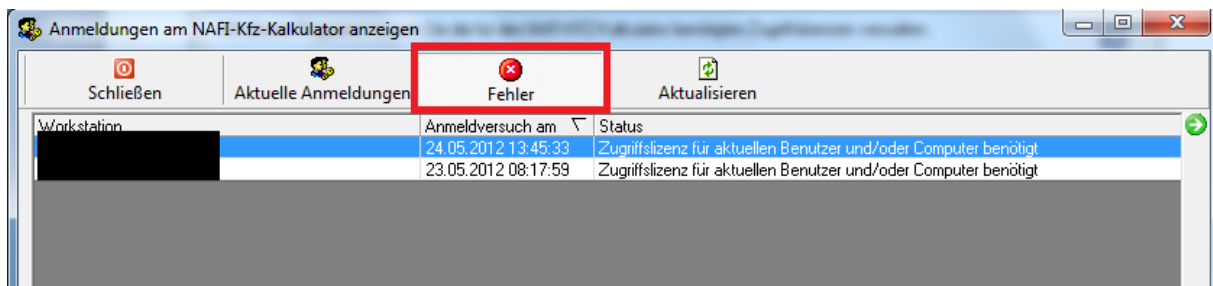 Anmeldungen am NAFI-Kfz-Kalkulator anzeigen
Schließen Aktuelle Anmeldungen Fehler Aktualisieren
Workstation Anmeldversuch am Status
24.05.2012 13:45:33 Zugriffslizenz für aktuellen Benutzer und/oder Computer benötigt
23.05.2012 08:17:59 Zugriffslizenz für aktuellen Benutzer und/oder Computer benötigt